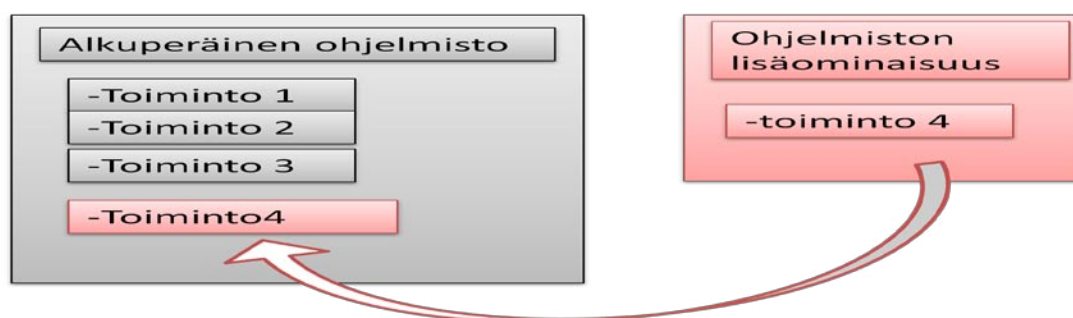 Alkuperäinen ohjelmisto
-Toiminto 1
-Toiminto 2
-Toiminto 3
-Toiminto4
Ohjelmiston
lisäominaisuus
-toiminto 4